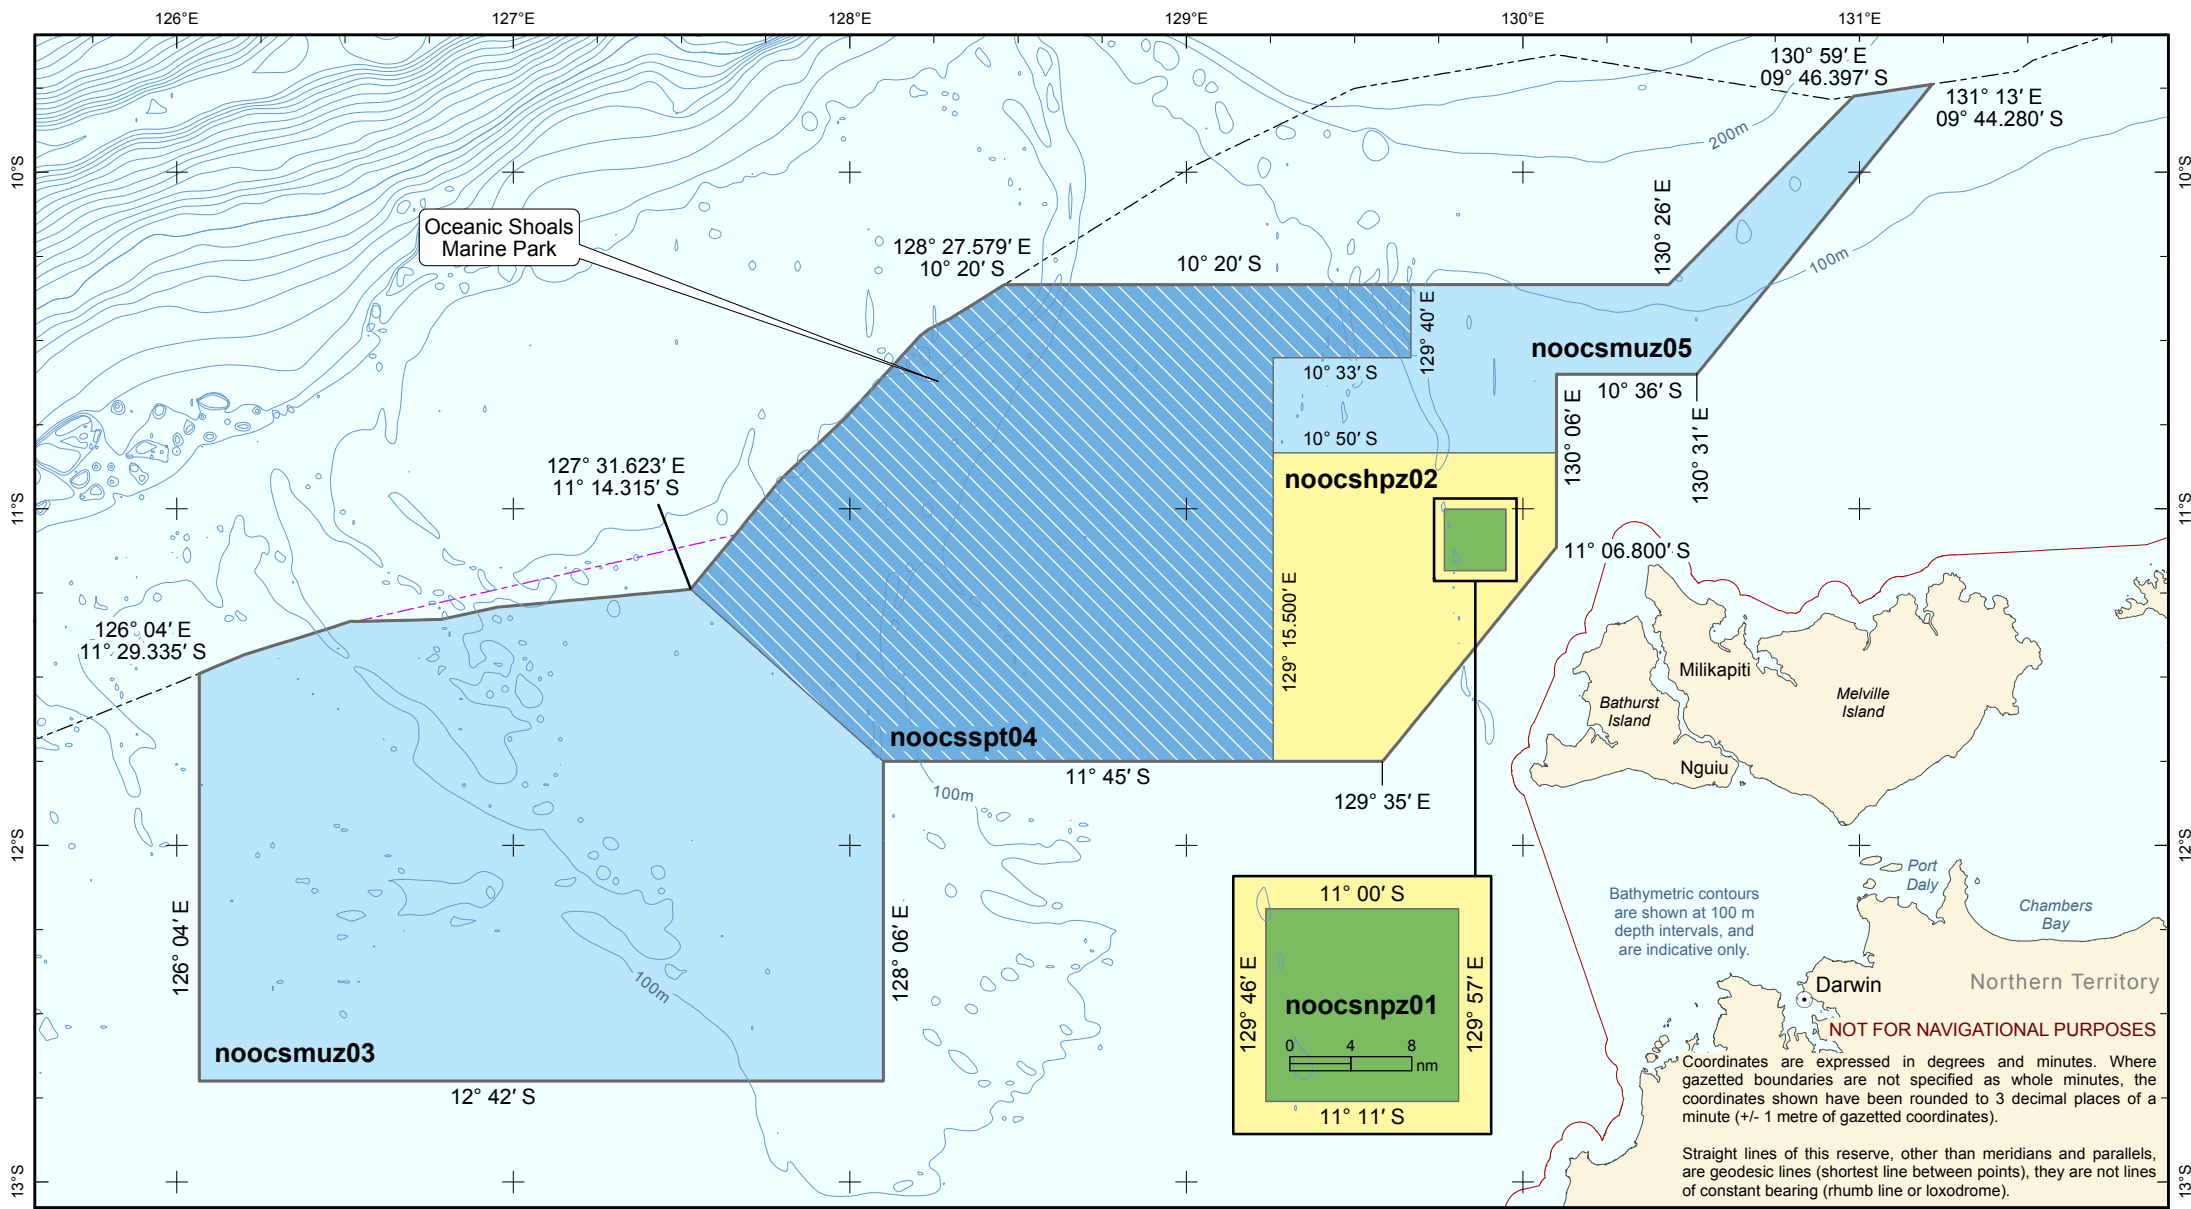 126°E
127°E
128°E
129°E
130°E
131°E
10°S
11°S
12°S
13°S
10°S
11°S
12°S
13°S
130° 59′ E
09° 46.397′ S
131° 13′ E
09° 44.280′ S
200m
100m
Oceanic Shoals
Marine Park
128° 27.579′ E
10° 20′ S
10° 20′ S
130° 26′ E
129° 40′ E
noocsmuz05
10° 33′ S
10° 36′ S
130° 06′ E
130° 31′ E
10° 50′ S
127° 31.623′ E
11° 14.315′ S
noocshpz02
11° 06.800′ S
129° 15.500′ E
126° 04′ E
11° 29.335′ S
Milikapiti
Bathurst
Island
Melville
Island
Nguiu
noocsspt04
11° 45′ S
129° 35′ E
100m
126° 04′ E
128° 06′ E
100m
noocsmuz03
12° 42′ S
11° 00′ S
129° 46′ E
129° 57′ E
noocsnpz01
0 4 8
nm
11° 11′ S
Bathymetric contours
are shown at 100 m
depth intervals, and
are indicative only.
Port
Daly
Chambers
Bay
Darwin
Northern Territory
NOT FOR NAVIGATIONAL PURPOSES
Coordinates are expressed in degrees and minutes. Where
gazetted boundaries are not specified as whole minutes, the
coordinates shown have been rounded to 3 decimal places of a
minute (+/- 1 metre of gazetted coordinates).
Straight lines of this reserve, other than meridians and parallels,
are geodesic lines (shortest line between points), they are not lines
of constant bearing (rhumb line or loxodrome).